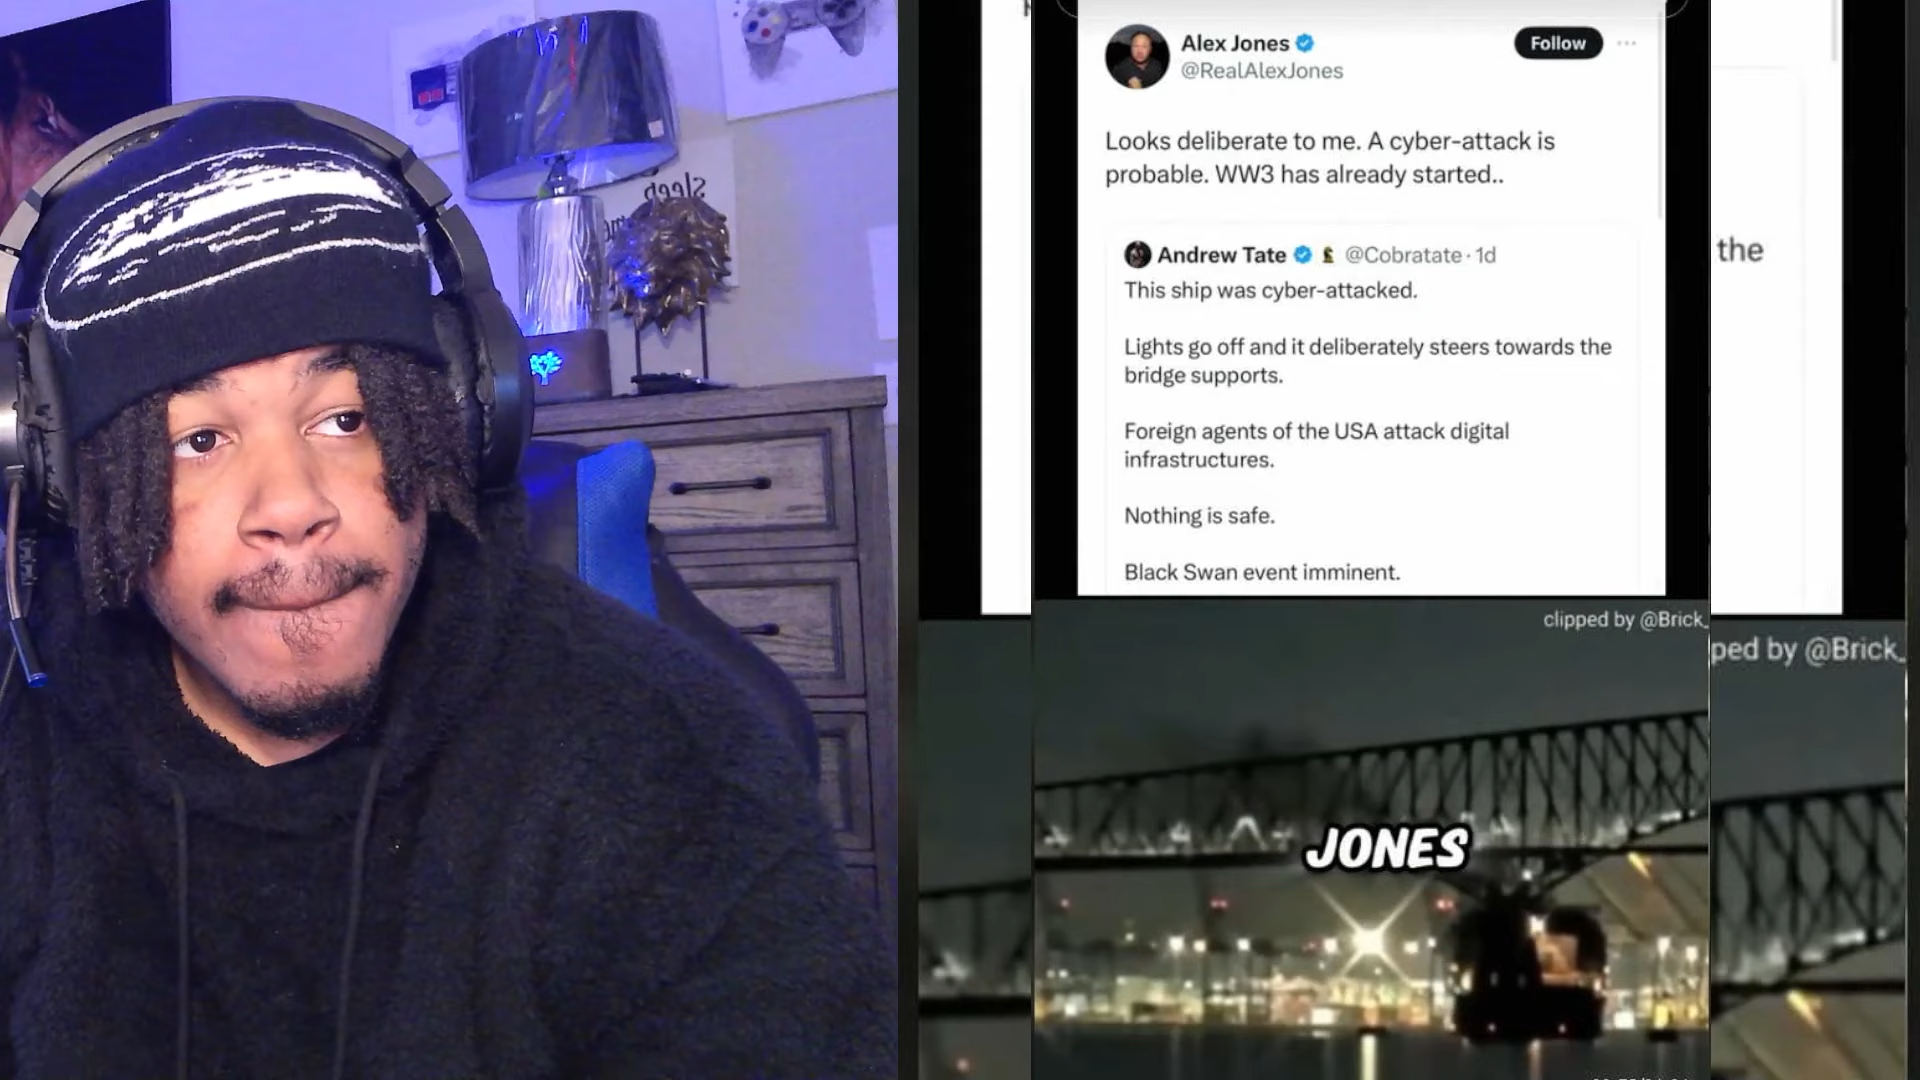 Alex Jones
@RealAlexJones
Follow
Looks deliberate to me. A cyber-attack is
probable. WW3 has already started..
Andrew Tate @Cobratate · 1d
This ship was cyber-attacked.
Lights go off and it deliberately steers towards the
bridge supports.
Foreign agents of the USA attack digital
infrastructures.
Nothing is safe.
Black Swan event imminent.
clipped by @Brick_
JONES
the
ped by @Brick_
sleep